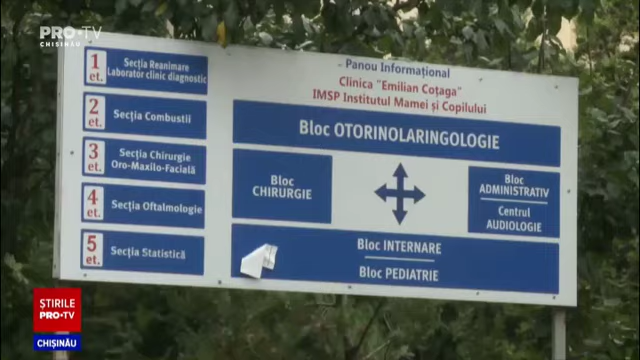 PRO TV
CHIȘINĂU
Panou Informațional
Clinica "Emilian Coțaga"
IMSP Institutul Mamei și Copilului
1 et.
Secția Reanimare
Laborator clinic diagnostic
2 et.
Secția Combustii
3 et.
Secția Chirurgie
Oro-Maxilo-Facială
4 et.
Secția Oftalmologie
5 et.
Secția Statistică
Bloc OTORINOLARINGOLOGIE
Bloc
CHIRURGIE
Bloc
ADMINISTRATIV
Centrul
AUDIOLOGIE
Bloc INTERNARE
Bloc PEDIATRIE
ȘTIRILE
PRO TV
CHIȘINĂU
CHIȘINĂU